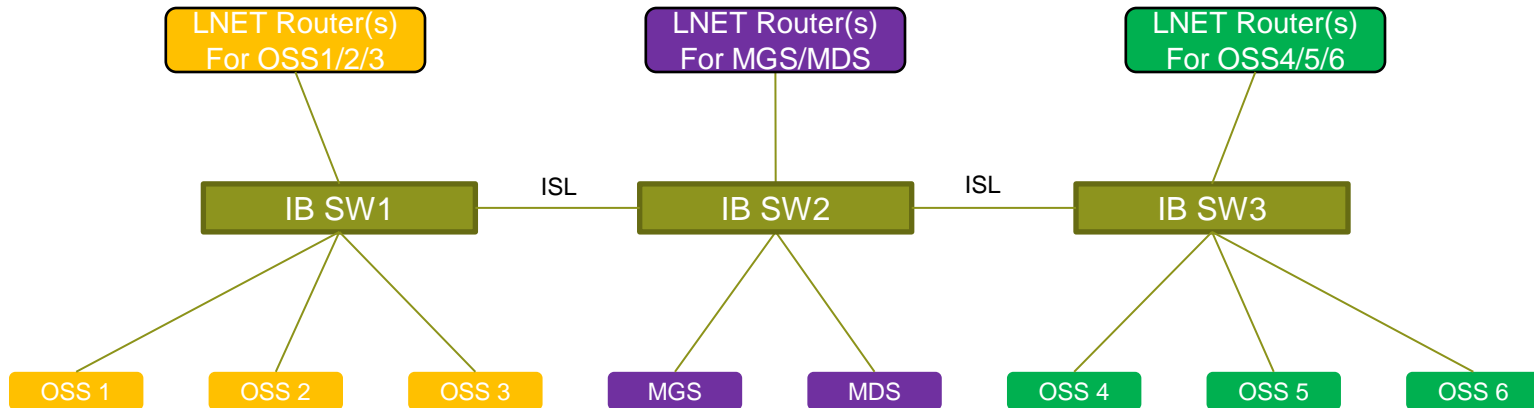 LNET Router(s)
For OSS1/2/3
LNET Router(s)
For MGS/MDS
LNET Router(s)
For OSS4/5/6
IB SW1
ISL
IB SW2
ISL
IB SW3
OSS 1
OSS 2
OSS 3
MGS
MDS
OSS 4
OSS 5
OSS 6